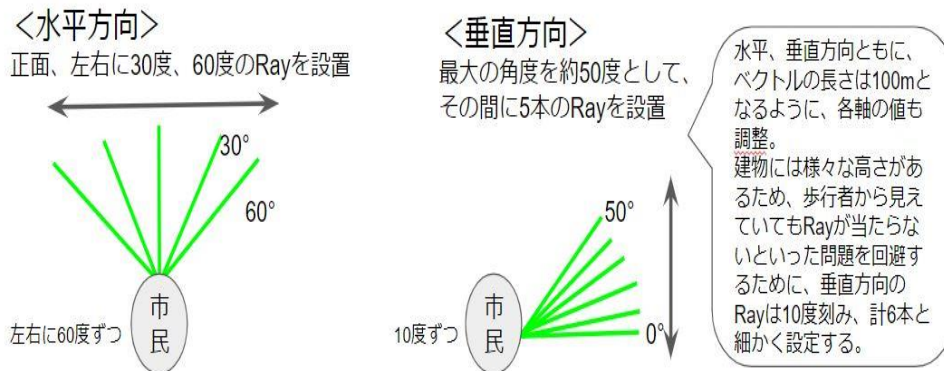 ＜水平方向＞
正面、左右に30度、60度のRayを設置
30°
60°
市
民
左右に60度ずつ
＜垂直方向＞
最大の角度を約50度として、
その間に5本のRayを設置
50°
0°
市
民
10度ずつ
水平、垂直方向ともに、
ベクトルの長さは100mと
なるように、各軸の値も
調整。
建物には様々な高さがあ
るため、歩行者から見え
ていてもRayが当たらな
いといった問題を回避す
るために、垂直方向の
Rayは10度刻み、計6本と
細かく設定する。